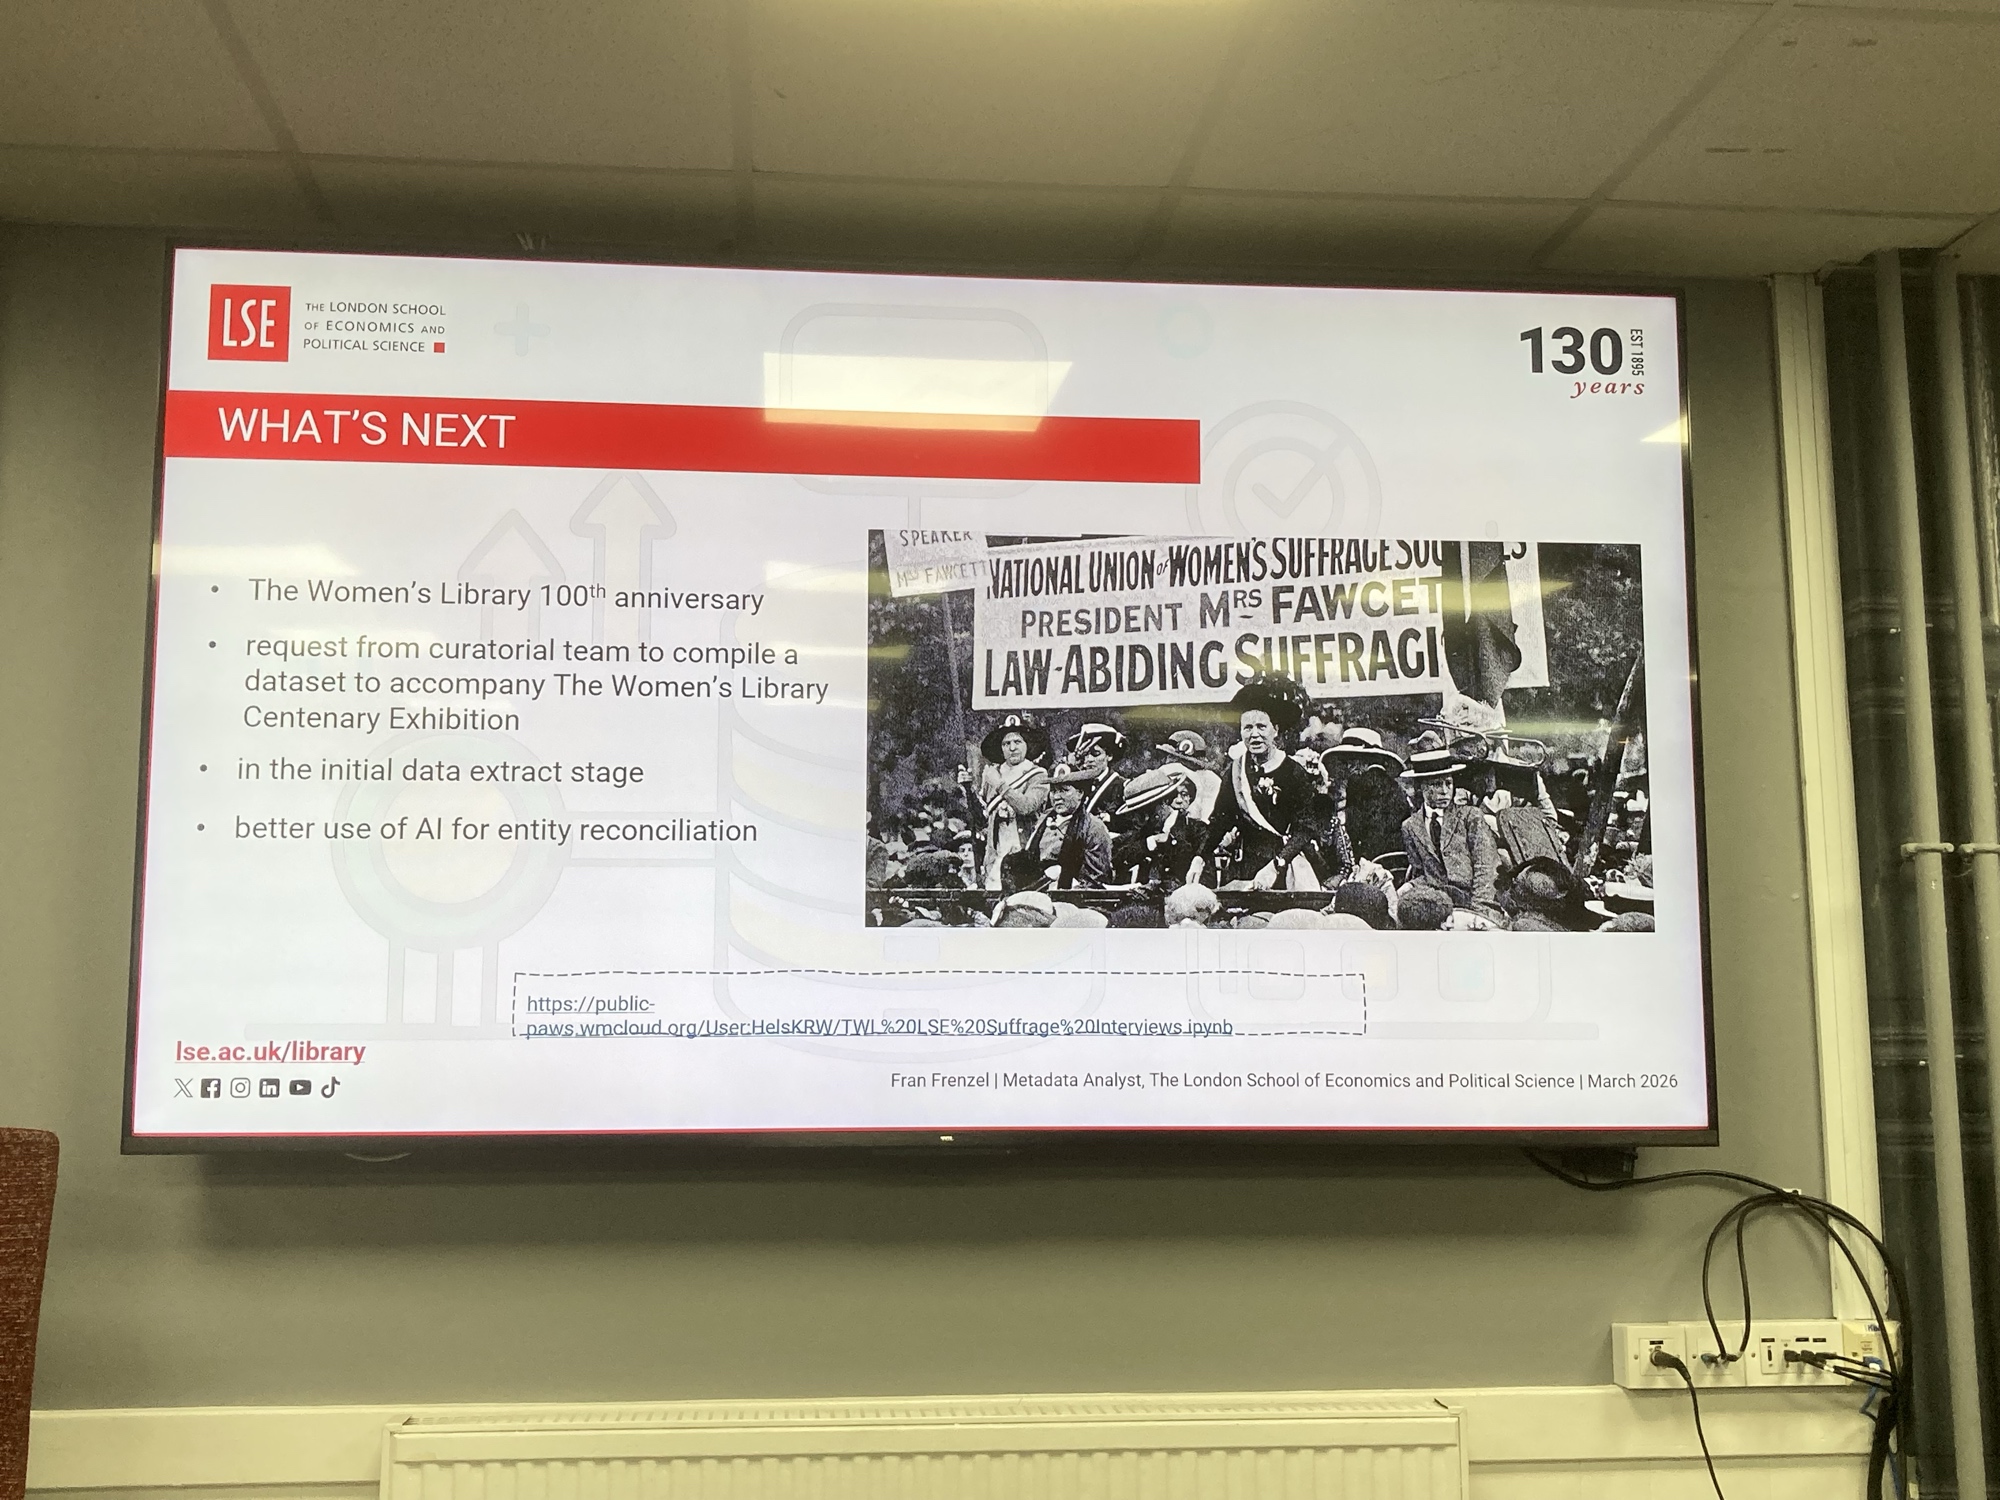 LSE
THE LONDON SCHOOL
OF ECONOMICS AND
POLITICAL SCIENCE
130
EST 1895
years
WHAT'S NEXT
• The Women's Library 100th anniversary
• request from curatorial team to compile a
dataset to accompany The Women's Library
Centenary Exhibition
• in the initial data extract stage
• better use of AI for entity reconciliation
SPEAKER
MRS FAWCETT
NATIONAL UNION OF WOMEN'S SUFFRAGE
PRESIDENT MRS FAWCET
LAW-ABIDING SUFFRAGI
https://public-
paws.wmcloud.org/User:HelsKRW/TWL%20LSE%20Suffrage%20Interviews.ipynb
lse.ac.uk/library
Fran Frenzel | Metadata Analyst, The London School of Economics and Political Science | March 2026